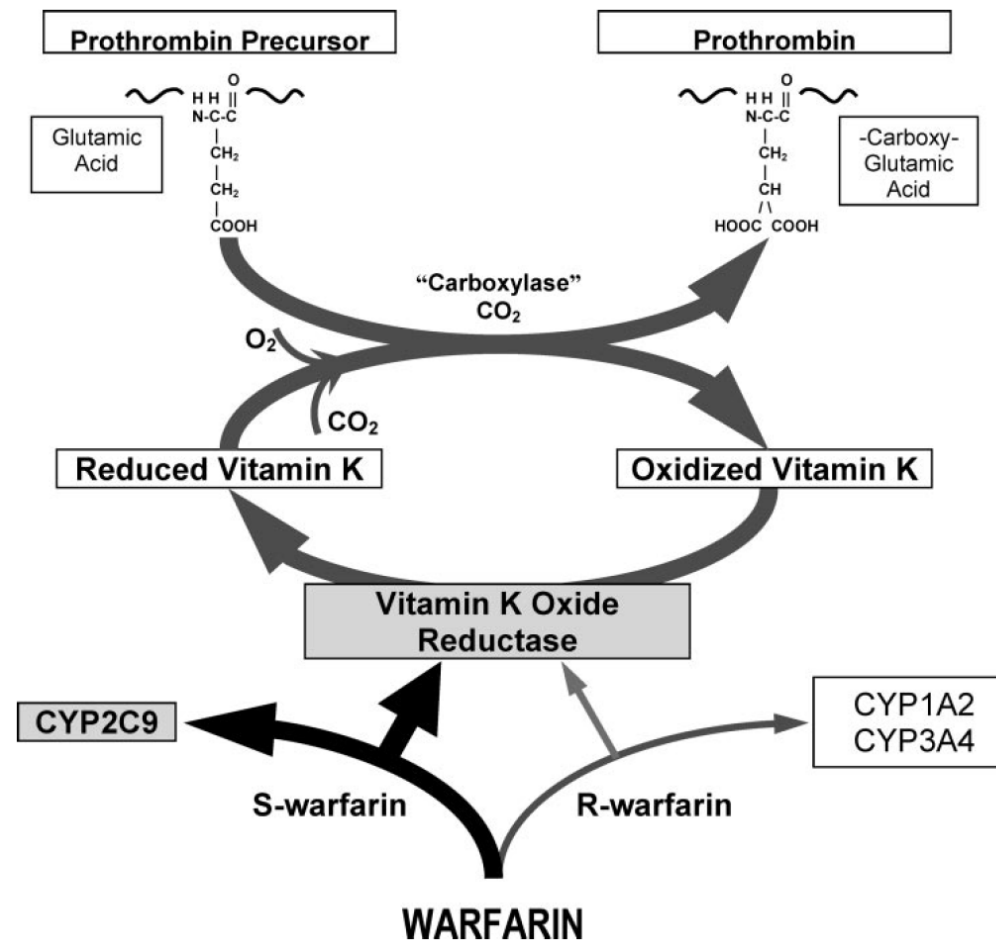 Prothrombin Precursor
Prothrombin
O
H H ||
N-C-C
CH₂
CH₂
COOH
Glutamic
Acid
O
H H ||
N-C-C
CH₂
CH
HOOC COOH
-Carboxy-
Glutamic
Acid
“Carboxylase”
CO₂
O₂
CO₂
Reduced Vitamin K
Oxidized Vitamin K
Vitamin K Oxide
Reductase
CYP2C9
CYP1A2
CYP3A4
S-warfarin
R-warfarin
WARFARIN